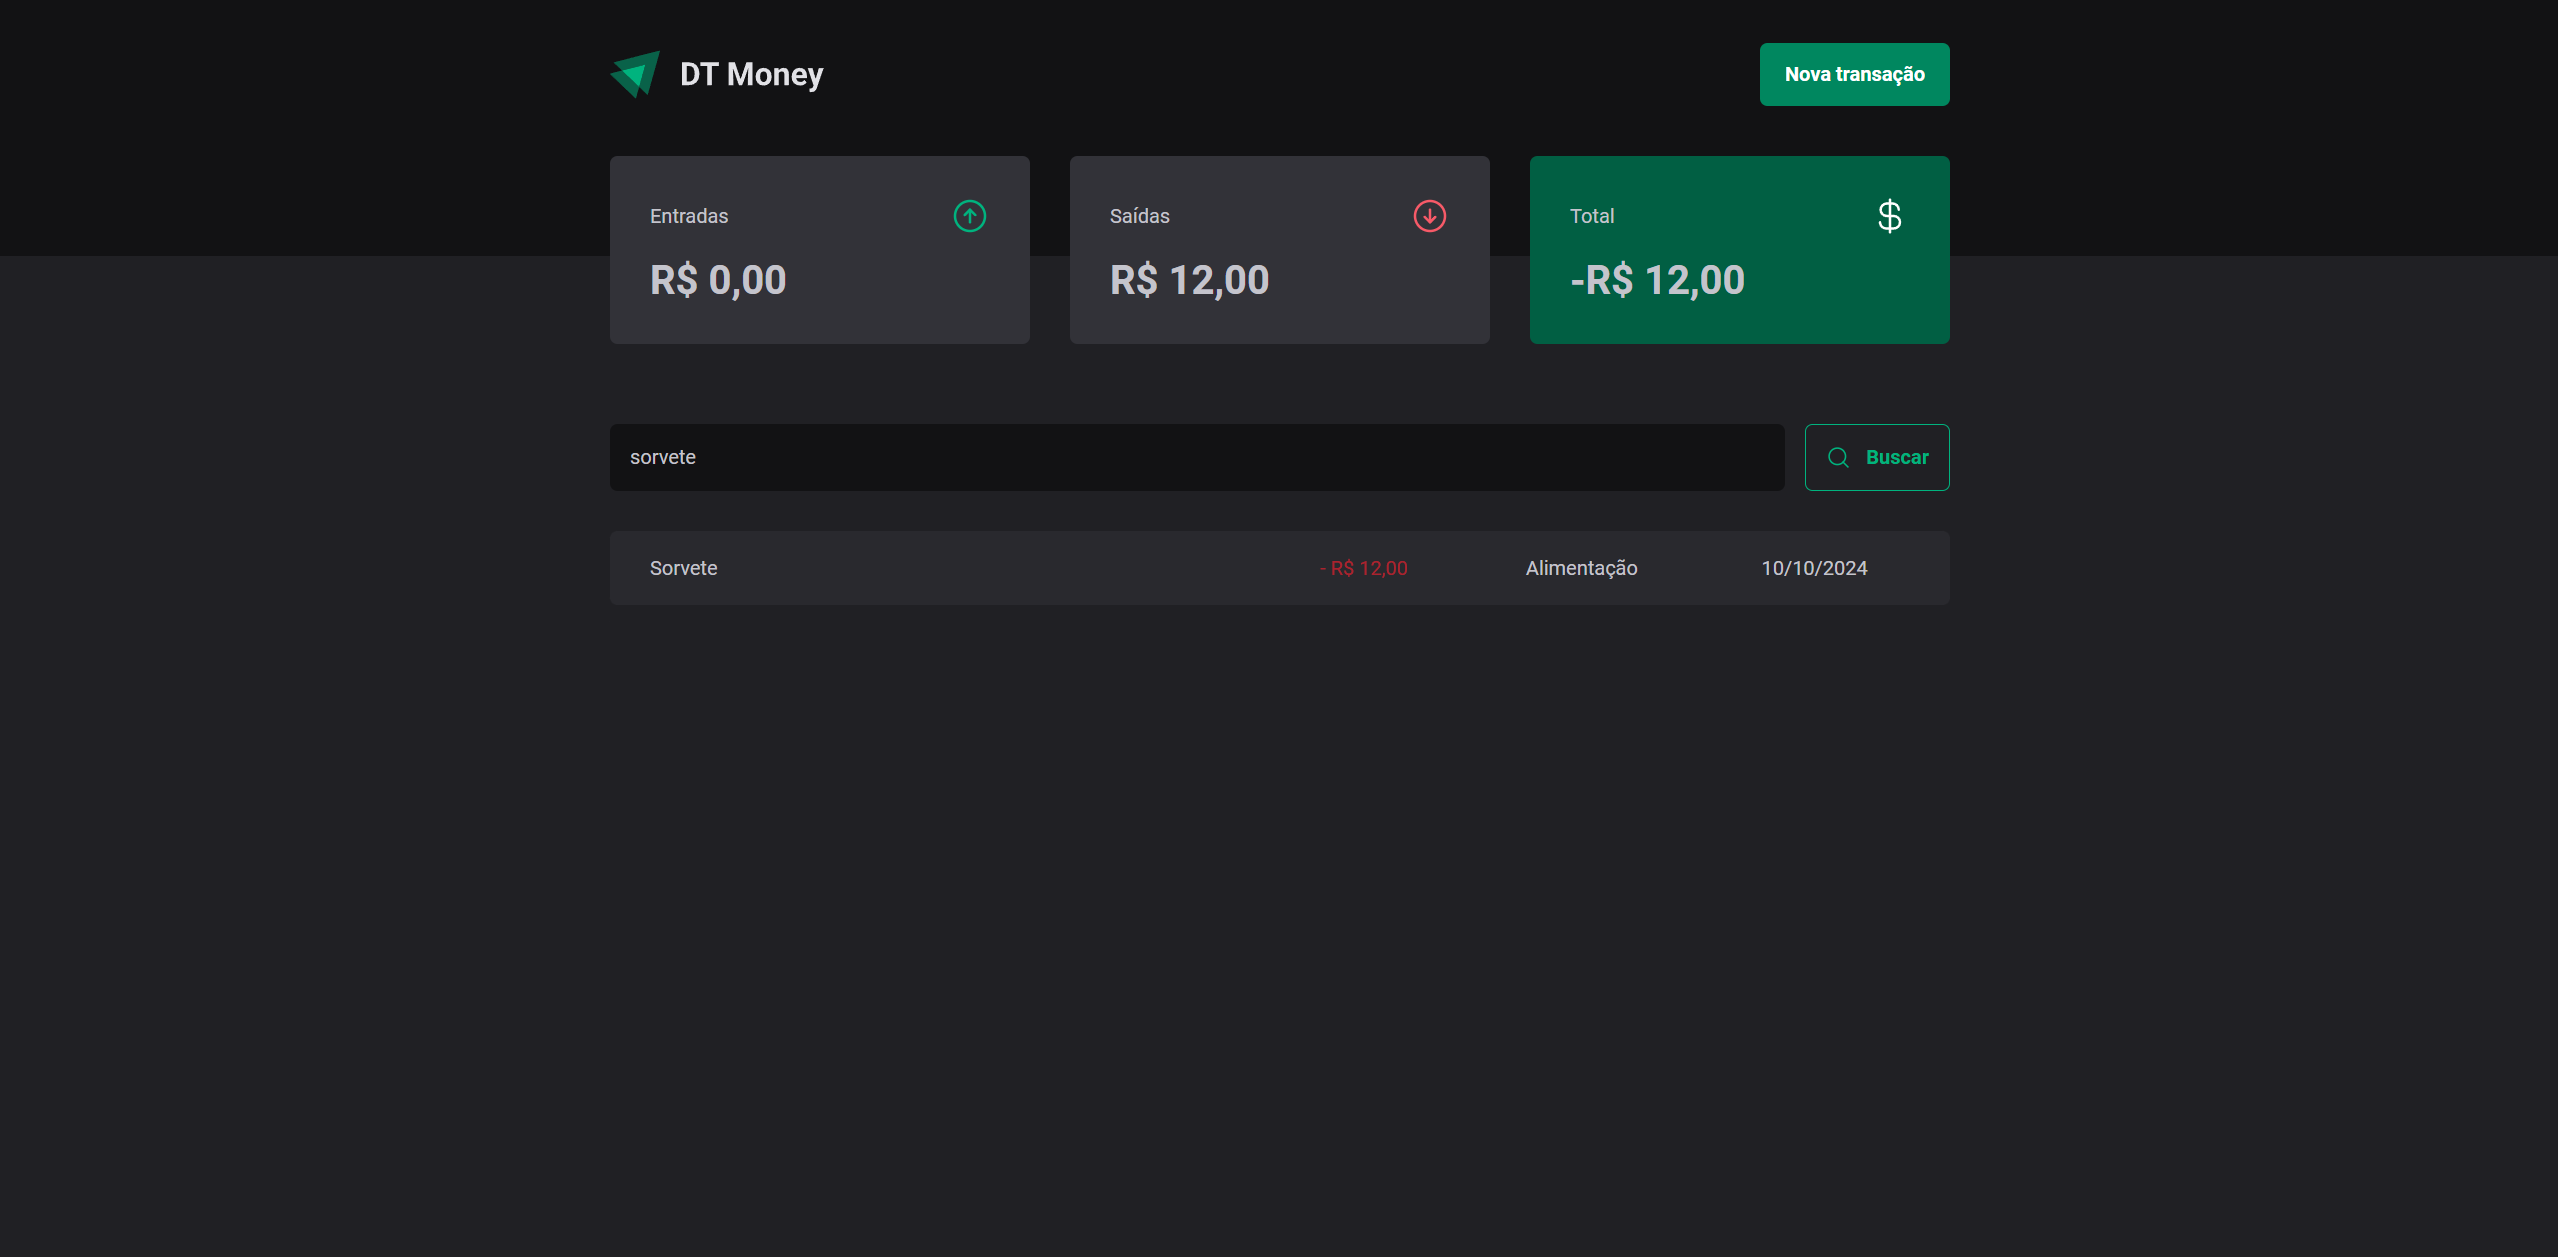 DT Money
Nova transação
Entradas
R$ 0,00
Saídas
R$ 12,00
Total
$
-R$ 12,00
sorvete
Buscar
Sorvete - R$ 12,00 Alimentação 10/10/2024